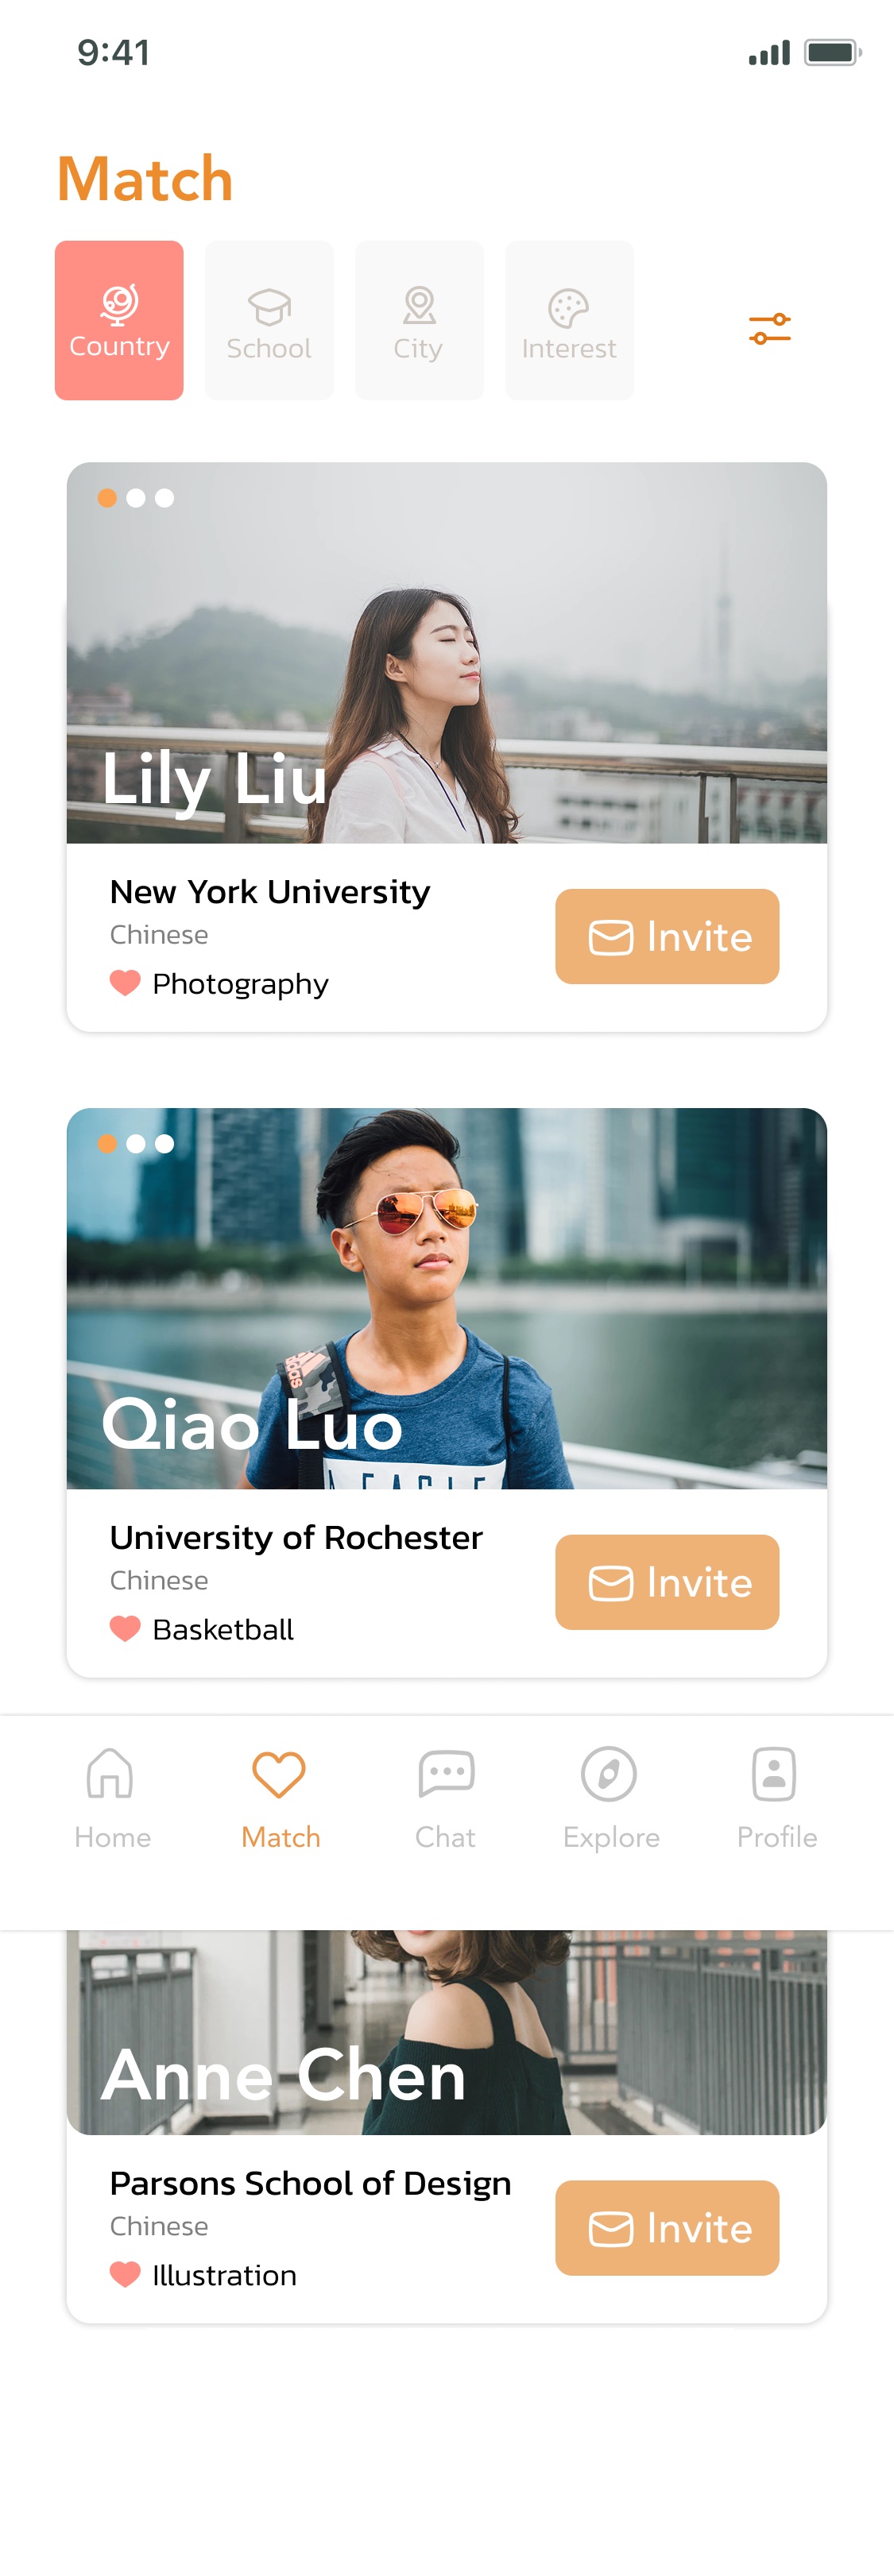 9:41
Match
Country
School
City
Interest
Lily Liu
New York University
Chinese
Photography
Invite
Qiao Luo
EAGLE
University of Rochester
Chinese
Basketball
Invite
Home
Match
Chat
Explore
Profile
Anne Chen
Parsons School of Design
Chinese
Illustration
Invite